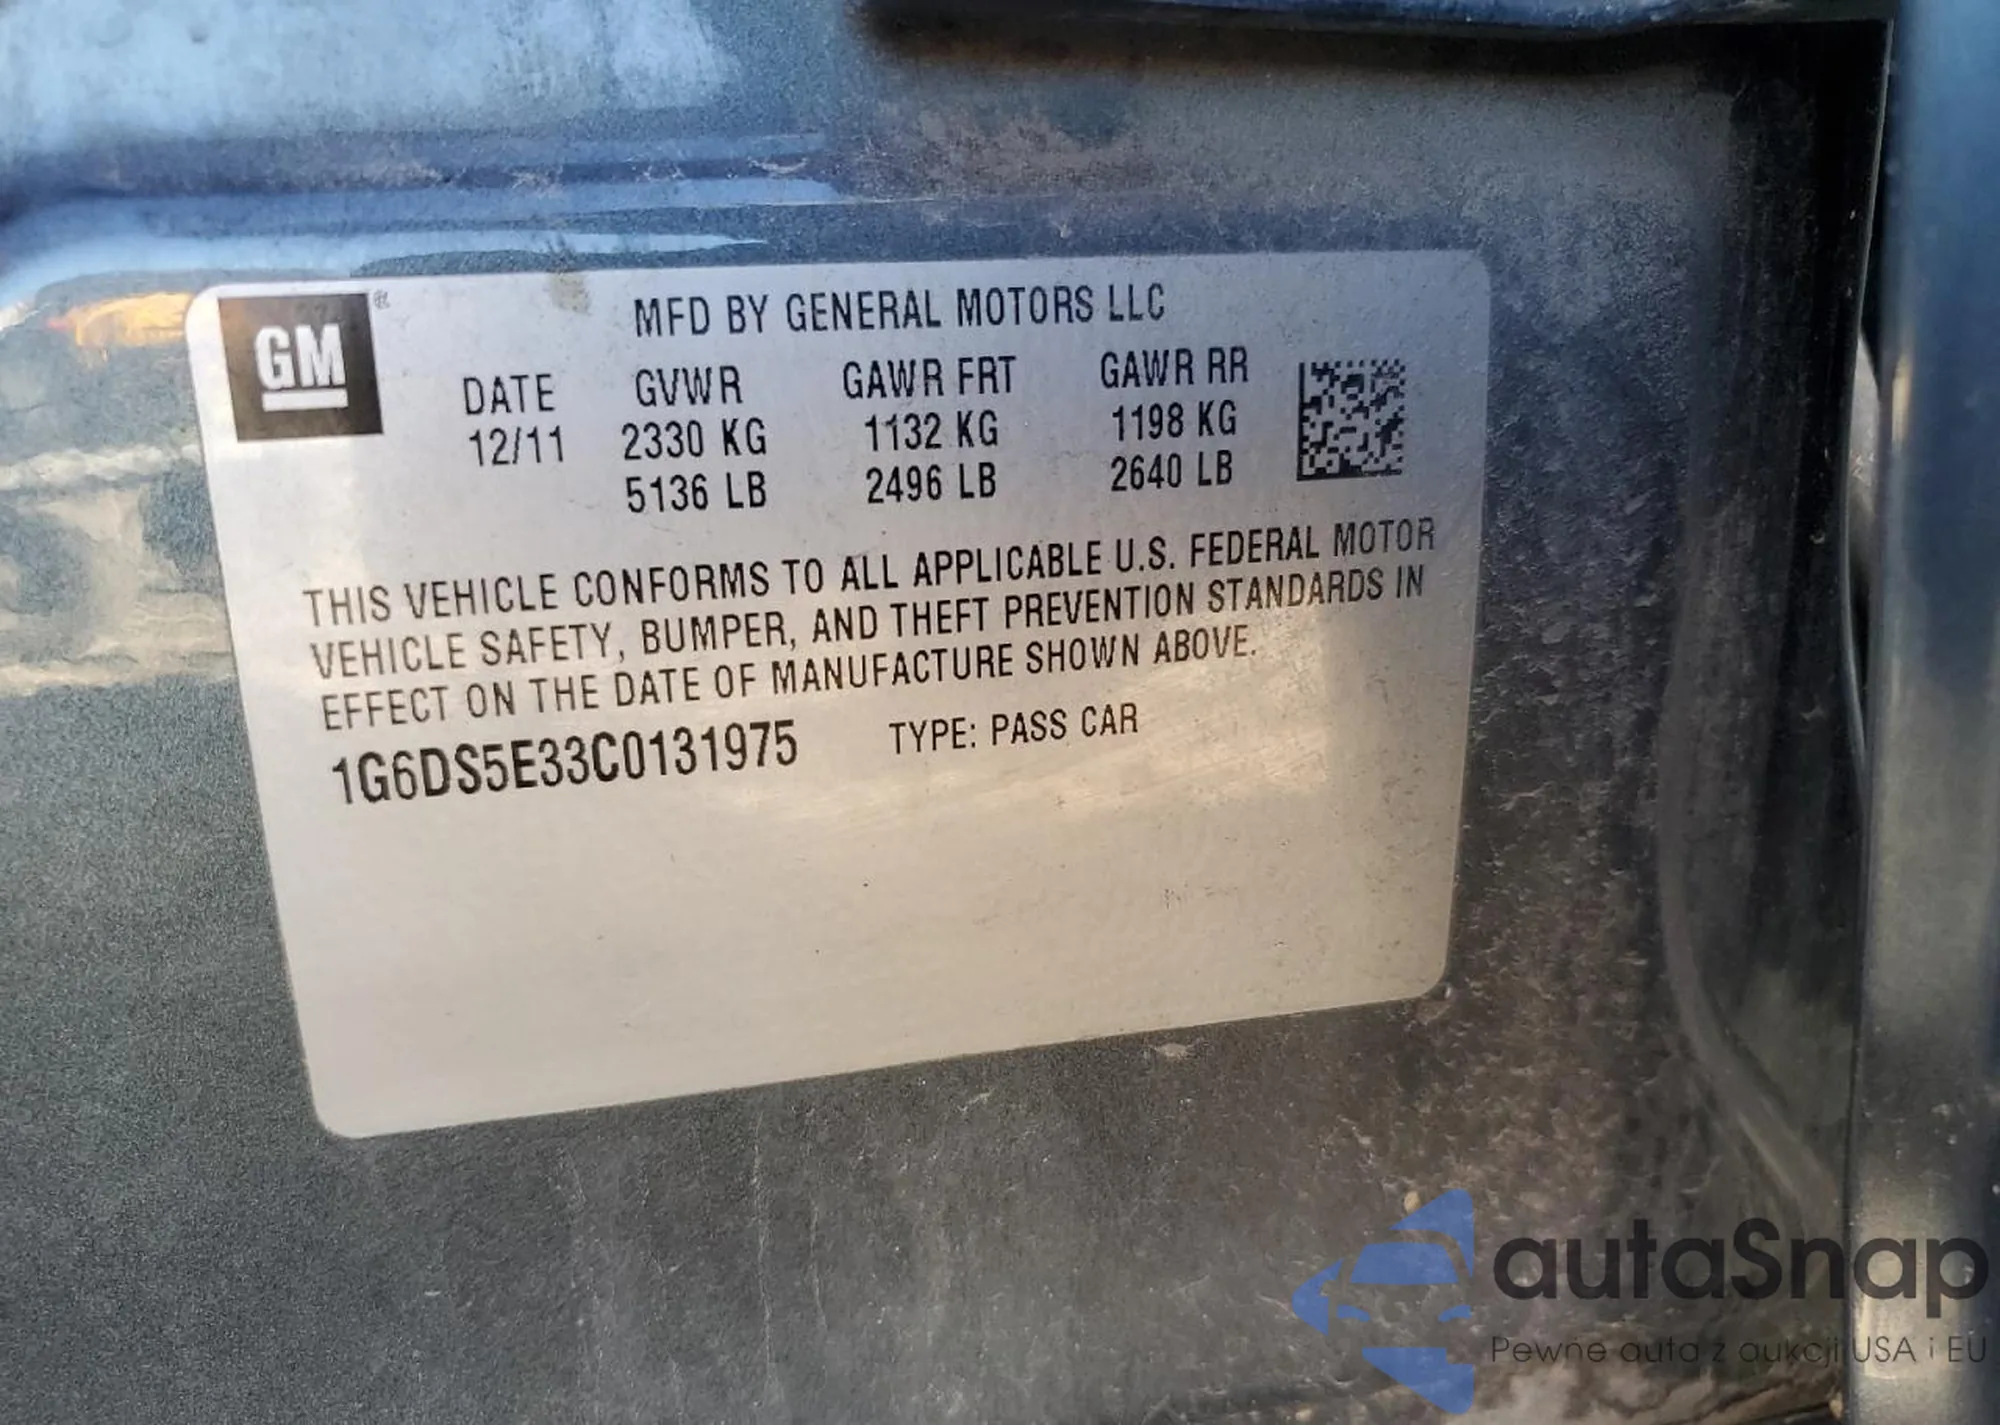 GM ®
MFD BY GENERAL MOTORS LLC
DATE GVWR GAWR FRT GAWR RR
12/11 2330 KG 1132 KG 1198 KG
5136 LB 2496 LB 2640 LB
THIS VEHICLE CONFORMS TO ALL APPLICABLE U.S. FEDERAL MOTOR
VEHICLE SAFETY, BUMPER, AND THEFT PREVENTION STANDARDS IN
EFFECT ON THE DATE OF MANUFACTURE SHOWN ABOVE.
1G6DS5E33C0131975 TYPE: PASS CAR
autaSnap
Pewne auta z aukcji USA i EU